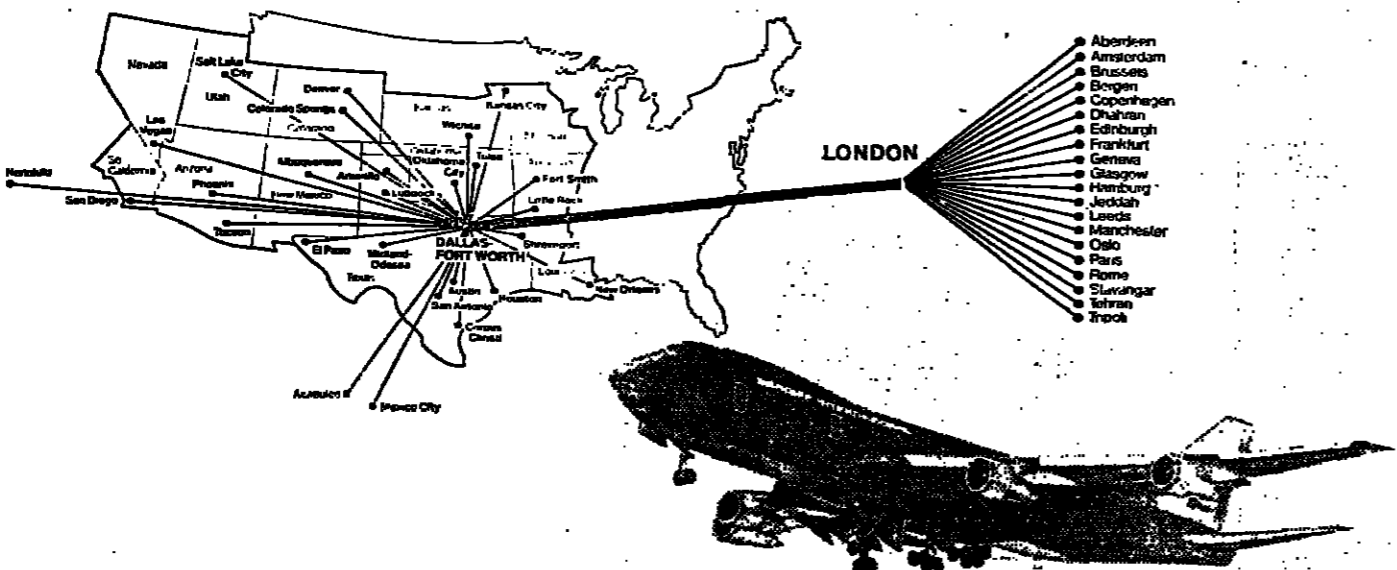 Nevada
Salt Lake
City
Utah
Denver
Colorado Springs
Kansas City
Las
Vegas
Wichita
So
California
Arizona
Albuquerque
Amarillo
Oklahoma
City
Tulsa
Honolulu
Phoenix
New Mexico
Lubbock
Fort Smith
San Diego
Little Rock
Tucson
El Paso
Midland-
Odessa
DALLAS-
FORT WORTH
Shreveport
Texas
Austin
San Antonio
Houston
New Orleans
Corpus
Christi
Acapulco
Mexico City
LONDON
Aberdeen
Amsterdam
Brussels
Bergen
Copenhagen
Dhahran
Edinburgh
Frankfurt
Geneva
Glasgow
Hamburg
Jeddah
Leeds
Manchester
Oslo
Paris
Rome
Stavangar
Tehran
Tripoli